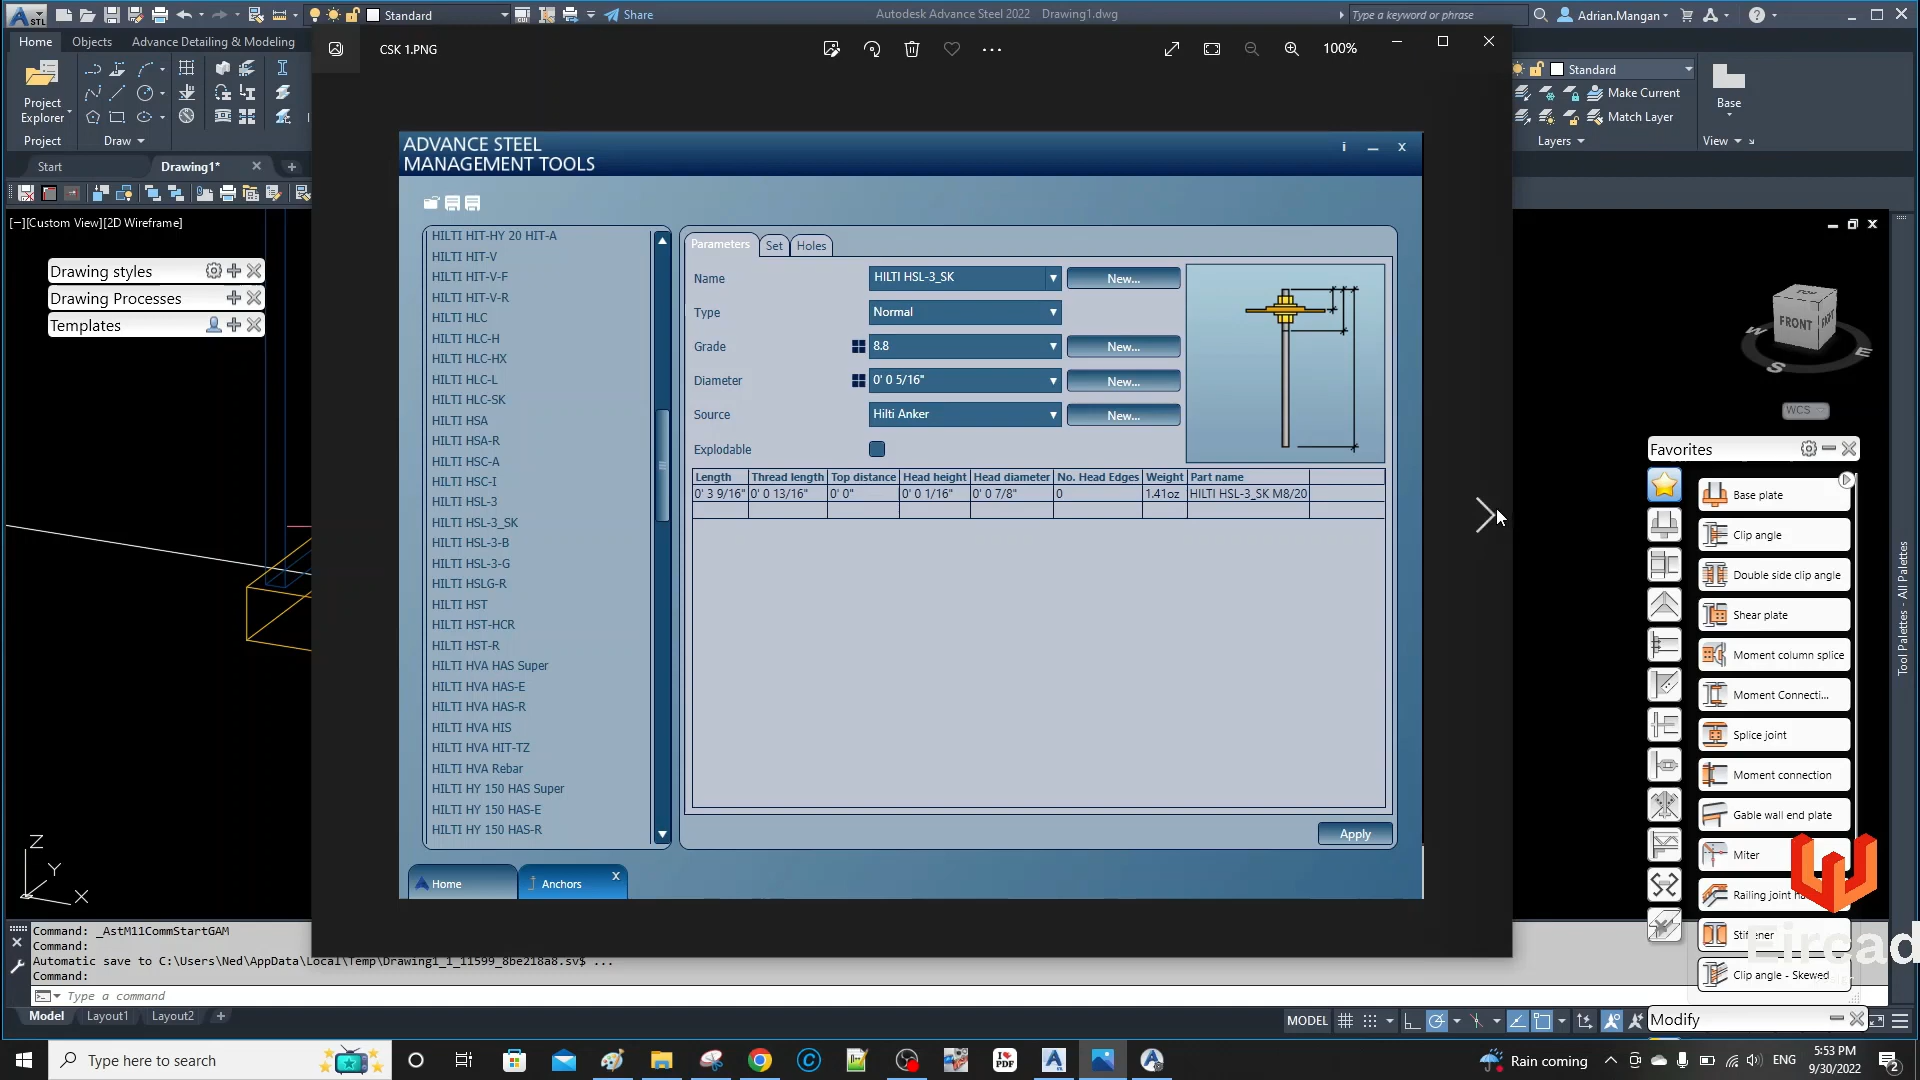 Standard
Share
Autodesk Advance Steel 2022 Drawing1.dwg
Type a keyword or phrase
Adrian.Mangan
STL
Home Objects Advance Detailing & Modeling
CSK 1.PNG
100%
Project
Explorer
Project
Draw
Standard
Make Current
Match Layer
Layers
Base
View
Start
Drawing1*
[−][Custom View][2D Wireframe]
Drawing styles
Drawing Processes
Templates
ADVANCE STEEL
MANAGEMENT TOOLS
HILTI HIT-HY 20 HIT-A
HILTI HIT-V
HILTI HIT-V-F
HILTI HIT-V-R
HILTI HLC
HILTI HLC-H
HILTI HLC-HX
HILTI HLC-L
HILTI HLC-SK
HILTI HSA
HILTI HSA-R
HILTI HSC-A
HILTI HSC-I
HILTI HSL-3
HILTI HSL-3_SK
HILTI HSL-3-B
HILTI HSL-3-G
HILTI HSLG-R
HILTI HST
HILTI HST-HCR
HILTI HST-R
HILTI HVA HAS Super
HILTI HVA HAS-E
HILTI HVA HAS-R
HILTI HVA HIS
HILTI HVA HIT-TZ
HILTI HVA Rebar
HILTI HY 150 HAS Super
HILTI HY 150 HAS-E
HILTI HY 150 HAS-R
Parameters Set Holes
Name HILTI HSL-3_SK New...
Type Normal
Grade 8.8 New...
Diameter 0' 0 5/16" New...
Source Hilti Anker New...
Explodable
Length Thread length Top distance Head height Head diameter No. Head Edges Weight Part name
0' 3 9/16" 0' 0 13/16" 0' 0" 0' 0 1/16" 0' 0 7/8" 0 1.41oz HILTI HSL-3_SK M8/20
Apply
Home
Anchors X
TOP
FRONT
W
S
E
WCS
Favorites
Base plate
Clip angle
Double side clip angle
Shear plate
Moment column splice
Moment Connecti...
Splice joint
Moment connection
Gable wall end plate
Miter
Railing joint h
Stiffener
Clip angle - Skewed
Modify
Tool Palettes - All Palettes
Eircad
Z
Y
X
Command: _AstM11CommStartGAM
Command:
Automatic save to C:\Users\Ned\AppData\Local\Temp\Drawing1_1_11599_8be218a8.sv$ ...
Command:
Type a command
Model Layout1 Layout2
MODEL
Type here to search
PDF
Rain coming
ENG
5:53 PM
9/30/2022
2